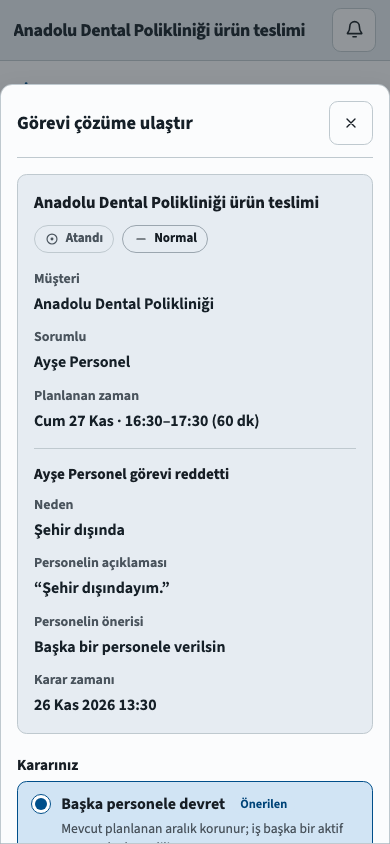 Anadolu Dental Polikliniği ürün teslimi
Görevi çözüme ulaştır
Anadolu Dental Polikliniği ürün teslimi
Atandı
Normal
Müşteri
Anadolu Dental Polikliniği
Sorumlu
Ayşe Personel
Planlanan zaman
Cum 27 Kas · 16:30–17:30 (60 dk)
Ayşe Personel görevi reddetti
Neden
Şehir dışında
Personelin açıklaması
“Şehir dışındayım.”
Personelin önerisi
Başka bir personele verilsin
Karar zamanı
26 Kas 2026 13:30
Kararınız
Başka personele devret Önerilen
Mevcut planlanan aralık korunur; iş başka bir aktif